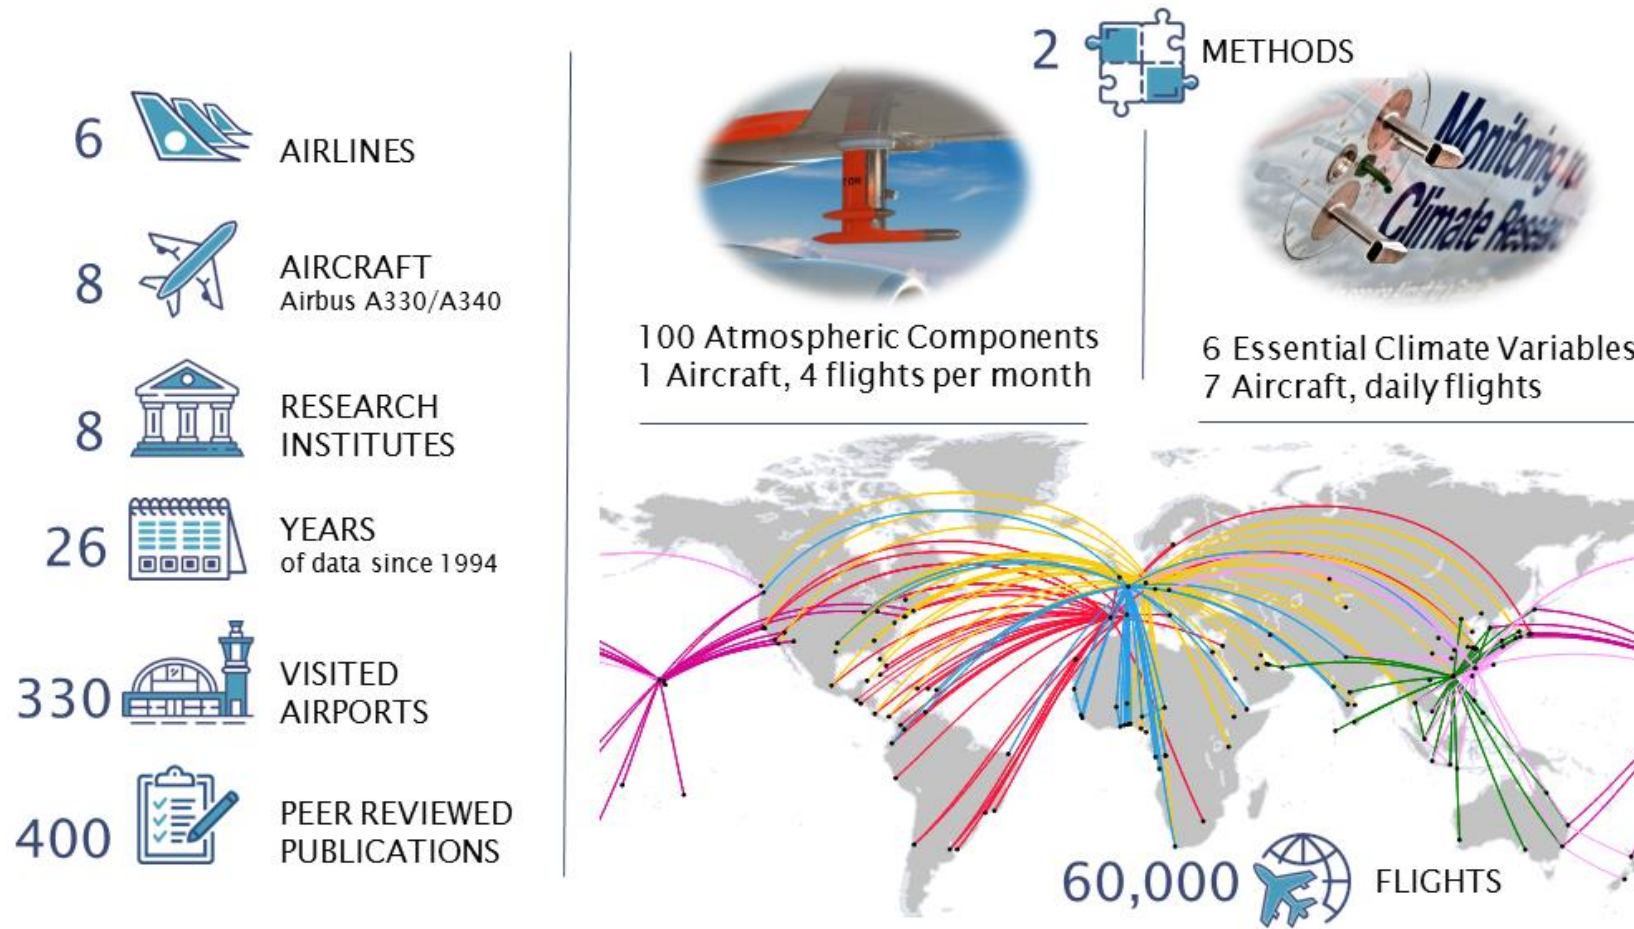 6
AIRLINES
8
AIRCRAFT
Airbus A330/A340
8
RESEARCH
INSTITUTES
26
YEARS
of data since 1994
330
VISITED
AIRPORTS
400
PEER REVIEWED
PUBLICATIONS
2
METHODS
Monitoring
Climate
100 Atmospheric Components
1 Aircraft, 4 flights per month
6 Essential Climate Variables
7 Aircraft, daily flights
60,000
FLIGHTS